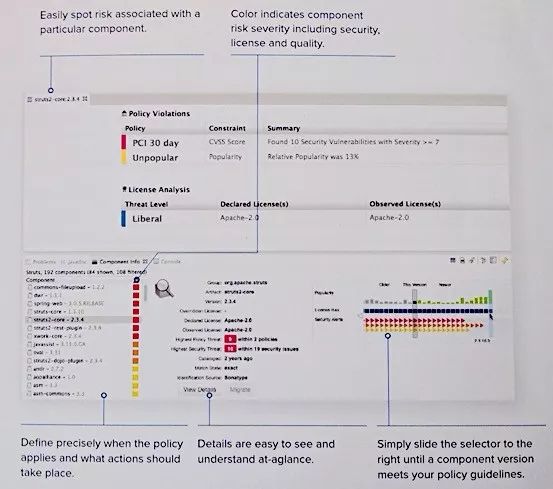 Easily spot risk associated with a
particular component.
Color indicates component
risk severity including security,
license and quality.
struts2-core:2.3.4
Policy Violations
Policy Constraint Summary
PCI 30 day CVSS Score Found 10 Security Vulnerabilities with Severity >= 7
Unpopular Popularity Relative Popularity was 13%
License Analysis
Threat Level Declared License(s) Observed License(s)
Liberal Apache-2.0 Apache-2.0
Problems Javadoc Component Info Console
Struts, 192 components (84 shown, 108 filtered)
Component
commons-fileupload - 1.2.2
dwr - 1.1.1
spring-web - 3.0.5.RELEASE
struts-core - 1.3.10
struts2-core - 2.3.4
struts2-rest-plugin - 2.3.4
xwork-core - 2.3.4
javassist - 3.11.0.GA
struts2-dojo-plugin - 2.3.4
antlr - 2.7.2
aopalliance - 1.0
asm - 3.3
asm-commons - 3.3
Group: org.apache.struts
Artifact: struts2-core
Version: 2.3.4
Overridden License: -
Declared License: Apache-2.0
Observed License: Apache-2.0
Highest Policy Threat: 9 within 2 policies
Highest Security Threat: 10 within 19 security issues
Cataloged: 2 years ago
Match State: exact
Identification Source: Sonatype
View Details Migrate
Older This Version Newer
Popularity
License Risk
Security Alerts
Define precisely when the policy
applies and what actions should
take place.
Details are easy to see and
understand at-aglance.
Simply slide the selector to the
right until a component version
meets your policy guidelines.